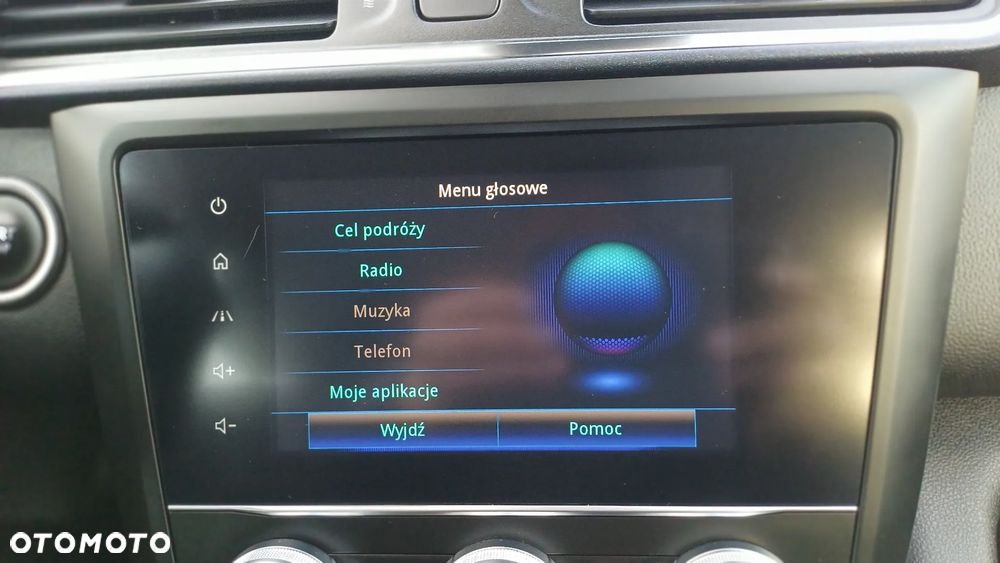 Menu głosowe
Cel podróży
Radio
Muzyka
Telefon
Moje aplikacje
Wyjdź
Pomoc
OTOMOTO